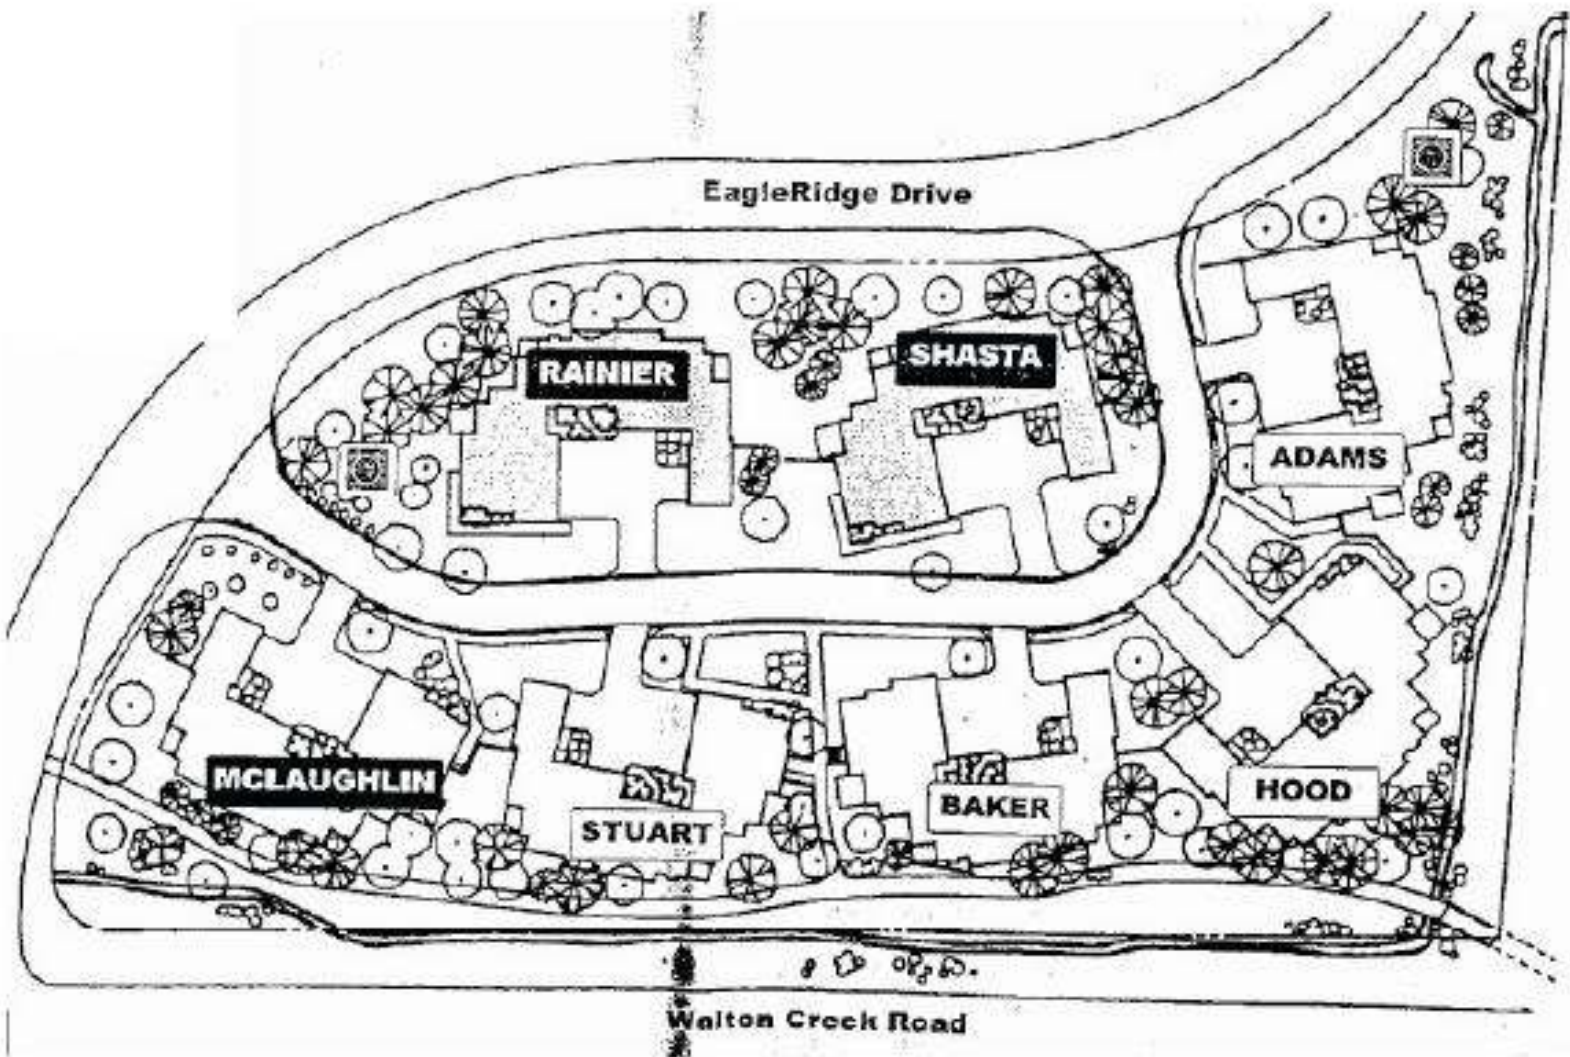 EagleRidge Drive
RAINIER
SHASTA
ADAMS
MCLAUGHLIN
STUART
BAKER
HOOD
Walton Creek Road